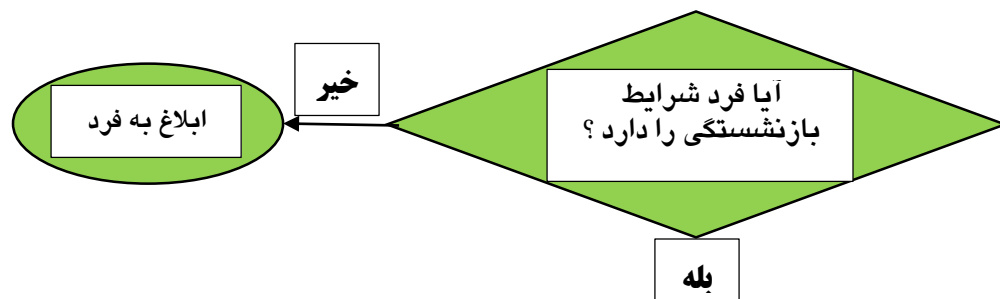 آیا فرد شرایط
بازنشستگی را دارد ؟
خیر
ابلاغ به فرد
بله